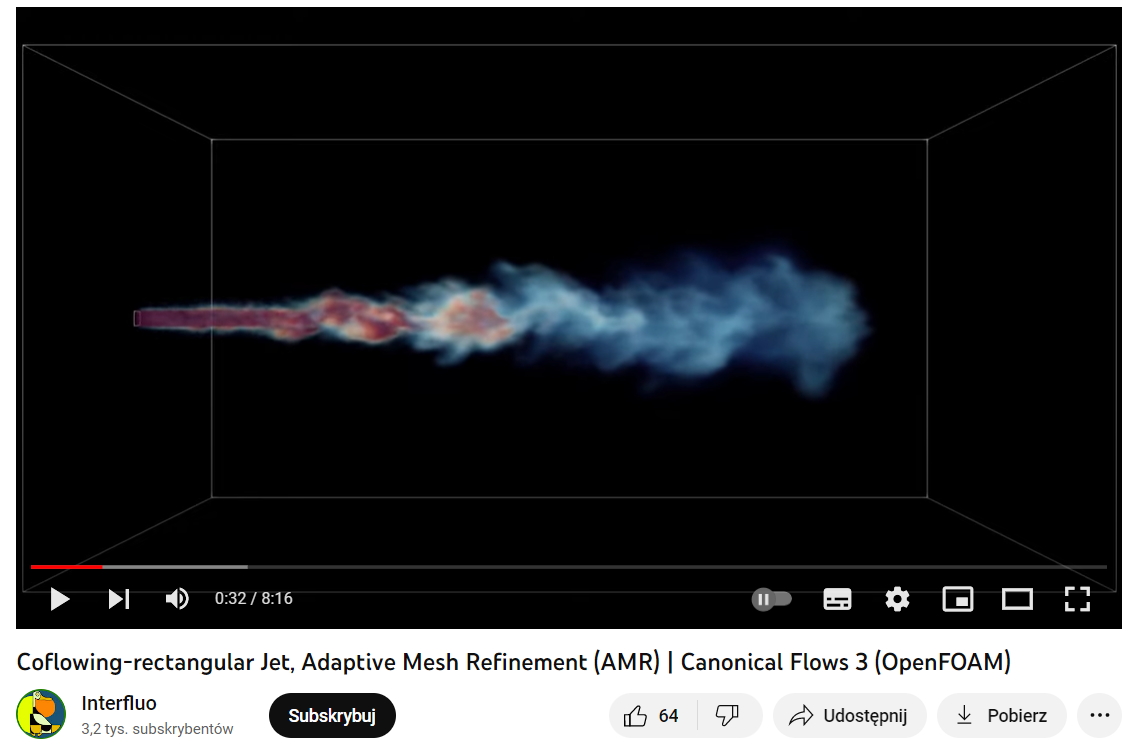 0:32 / 8:16
Coflowing-rectangular Jet, Adaptive Mesh Refinement (AMR) | Canonical Flows 3 (OpenFOAM)
Interfluo
3,2 tys. subskrybentów
Subskrybuj
64
Udostępnij
Pobierz